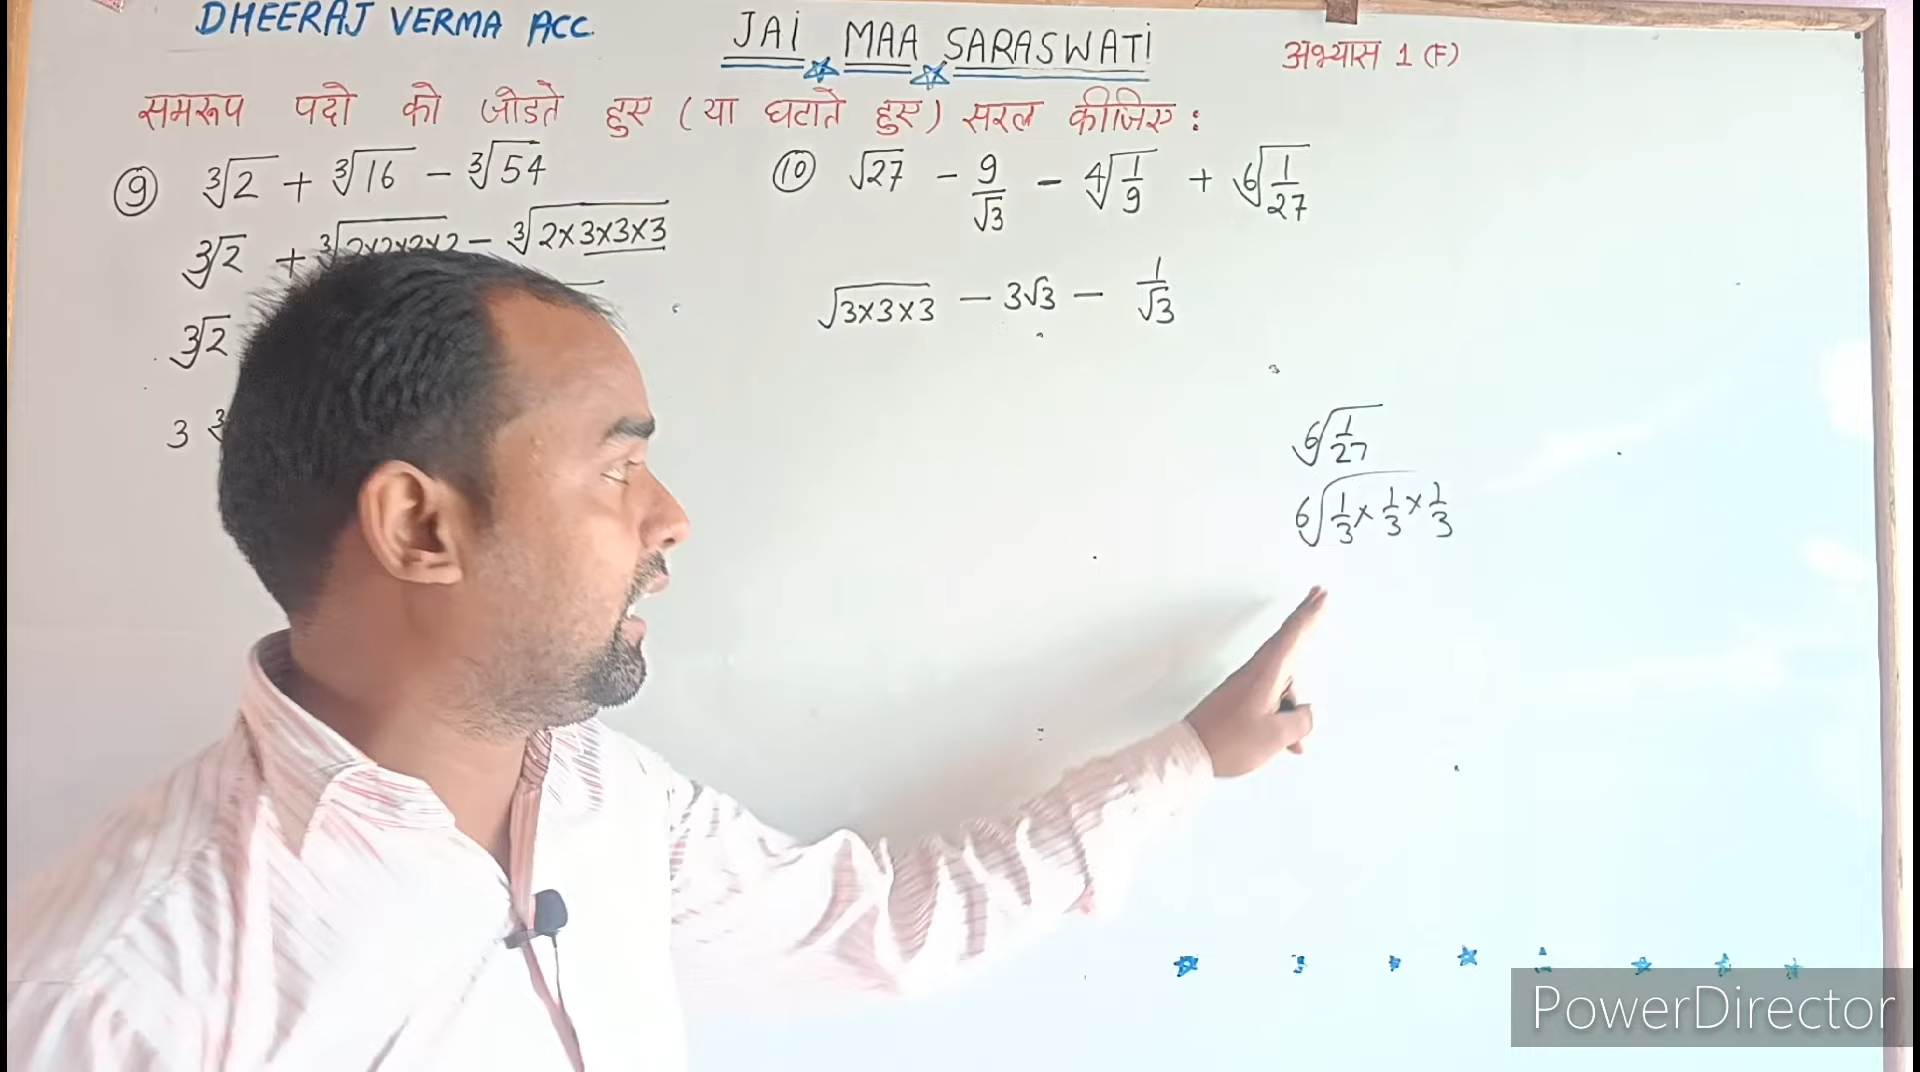 DHEERAJ VERMA ACC.
JAI MAA SARASWATI
अभ्यास 1 (F)
समरूप पदो को जोडते हुए (या घटाते हुए) सरल कीजिए :
⑨ ∛2 + ∛16 − ∛54
∛2 + ∛2×2×2×2 − ∛2×3×3×3
∛2
3
⑩ √27 − 9/√3 − ∜1/9 + ⁶√1/27
√3×3×3 − 3√3 − 1/√3
⁶√1/27
⁶√1/3 × 1/3 × 1/3
PowerDirector